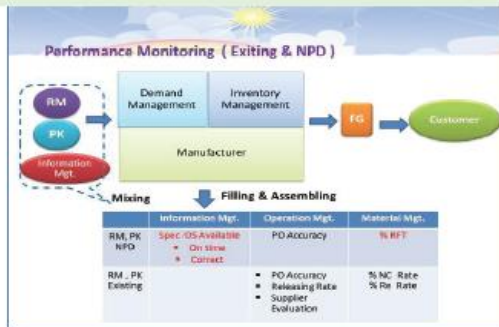 Performance Monitoring ( Exiting & NPD )
RM
PK
Information
Mgt.
Demand
Management
Inventory
Management
Manufacturer
FG
Customer
Mixing
Filling & Assembling
Information Mgt.
Operation Mgt.
Material Mgt.
RM, PK
NPD
Spec /OS Available
• On time
• Correct
PO Accuracy
% RFT
RM , PK
Existing
▪ PO Accuracy
▪ Releasing Rate
▪ Supplier
Evaluation
% NC Rate
% Re Rate